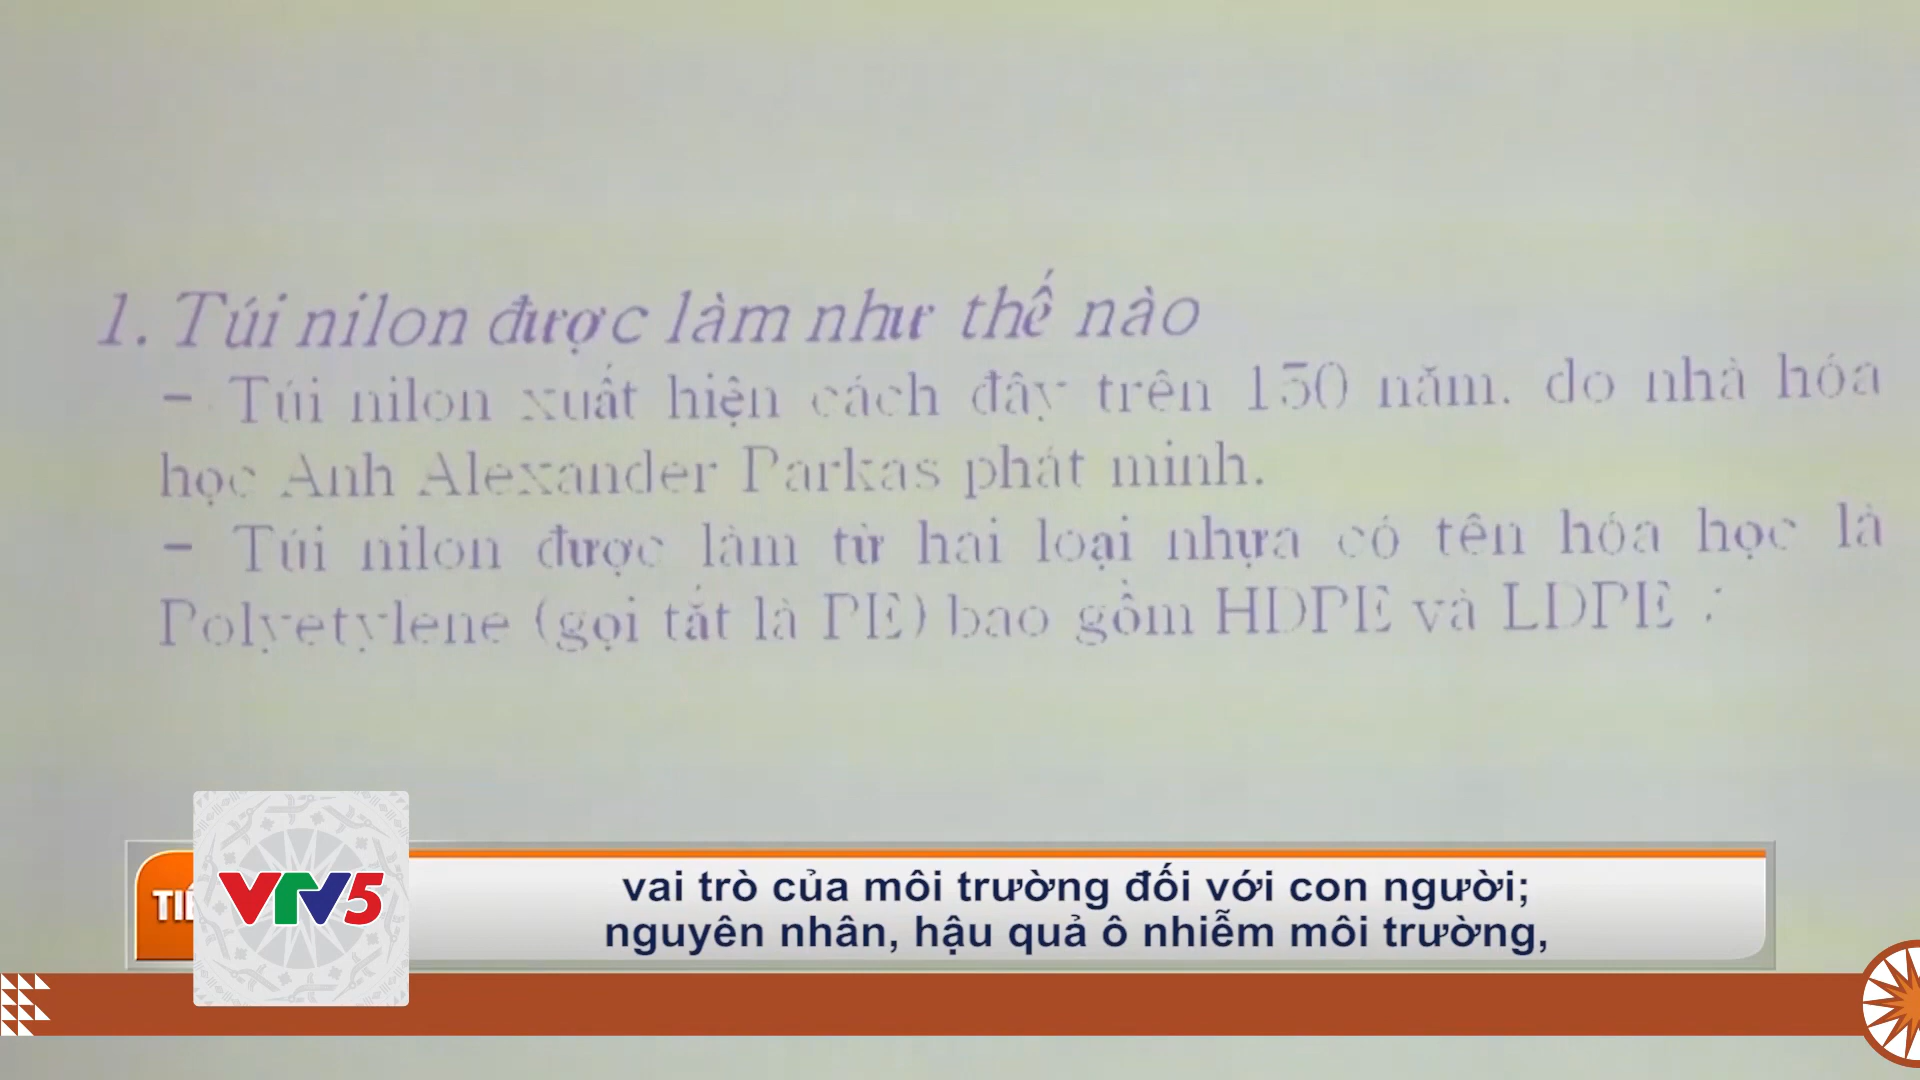 1. Túi nilon được làm như thế nào
- Túi nilon xuất hiện cách đây trên 150 năm. do nhà hóa
học Anh Alexander Parkas phát minh.
- Túi nilon được làm từ hai loại nhựa có tên hóa học là
Polyetylene (gọi tắt là PE) bao gồm HDPE và LDPE :
vai trò của môi trường đối với con người;
nguyên nhân, hậu quả ô nhiễm môi trường,
VTV5